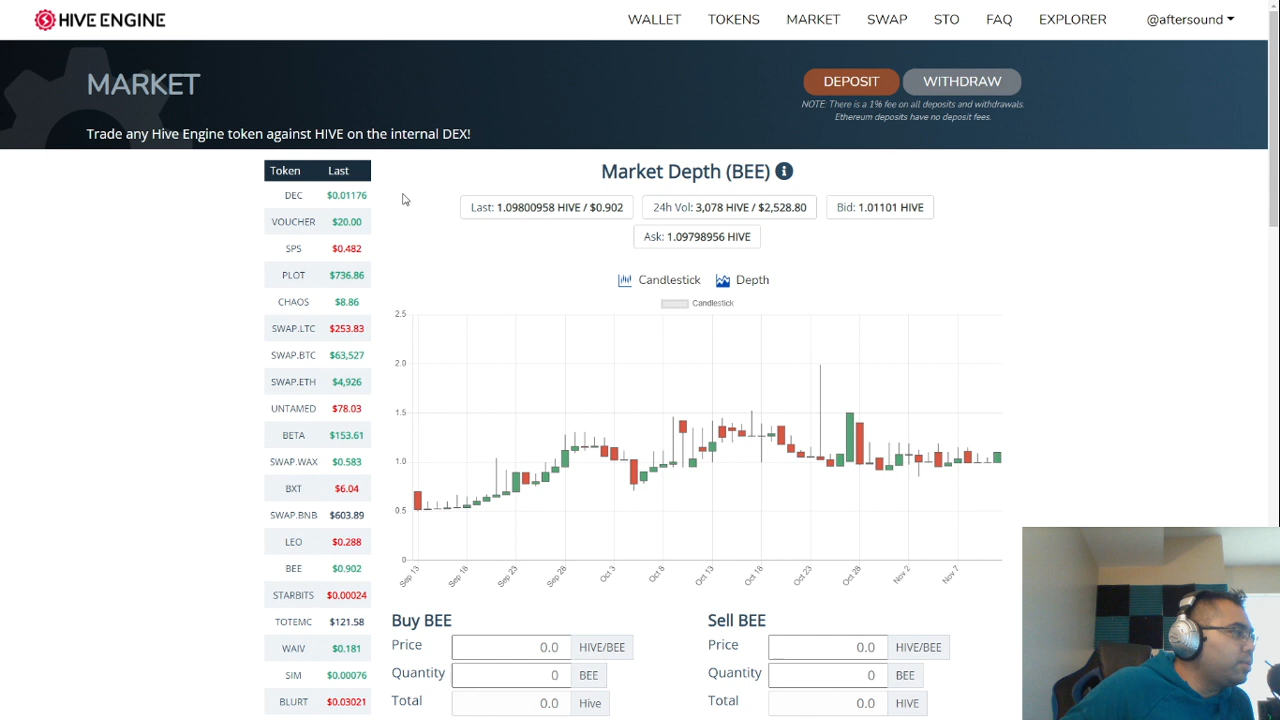 HIVE ENGINE
WALLET TOKENS MARKET SWAP STO FAQ EXPLORER @aftersound
MARKET
DEPOSIT WITHDRAW
NOTE: There is a 1% fee on all deposits and withdrawals.
Ethereum deposits have no deposit fees.
Trade any Hive Engine token against HIVE on the internal DEX!
Token Last
DEC $0.01176
VOUCHER $20.00
SPS $0.482
PLOT $736.86
CHAOS $8.86
SWAP.LTC $253.83
SWAP.BTC $63,527
SWAP.ETH $4,926
UNTAMED $78.03
BETA $153.61
SWAP.WAX $0.583
BXT $6.04
SWAP.BNB $603.89
LEO $0.288
BEE $0.902
STARBITS $0.00024
TOTEMC $121.58
WAIV $0.181
SIM $0.00076
BLURT $0.03021
Market Depth (BEE)
Last: 1.09800958 HIVE / $0.902
24h Vol: 3,078 HIVE / $2,528.80
Bid: 1.01101 HIVE
Ask: 1.09798956 HIVE
Candlestick Depth
Candlestick
2.5
2.0
1.5
1.0
0.5
0
Sep 13 Sep 18 Sep 23 Sep 28 Oct 3 Oct 8 Oct 13 Oct 18 Oct 23 Oct 28 Nov 2 Nov 7
Buy BEE
Price 0.0 HIVE/BEE
Quantity 0 BEE
Total 0.0 Hive
Sell BEE
Price 0.0 HIVE/BEE
Quantity 0 BEE
Total 0.0 HIVE